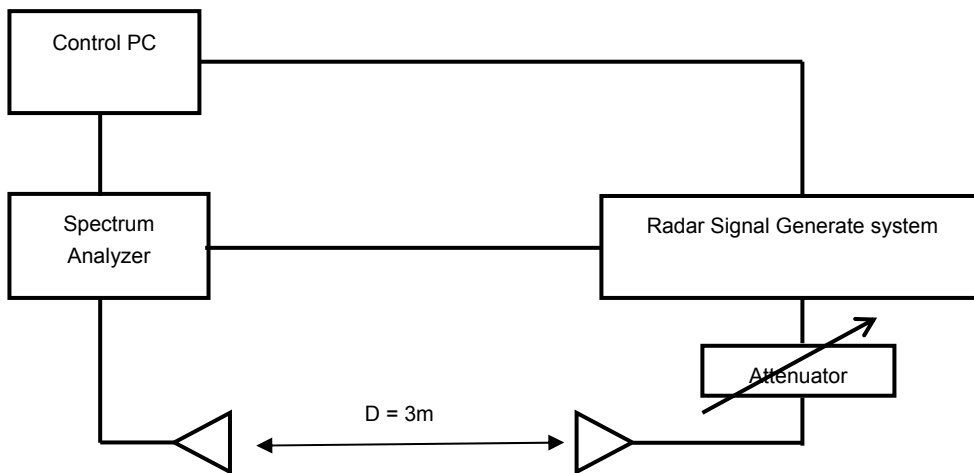 Control PC
Spectrum
Analyzer
Radar Signal Generate system
Attenuator
D = 3m